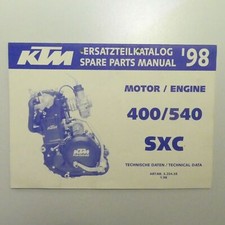 KTM
ERSATZTEILKATALOG
SPARE PARTS MANUAL
'98
MOTOR / ENGINE
400/540
SXC
TECHNISCHE DATEN / TECHNICAL DATA